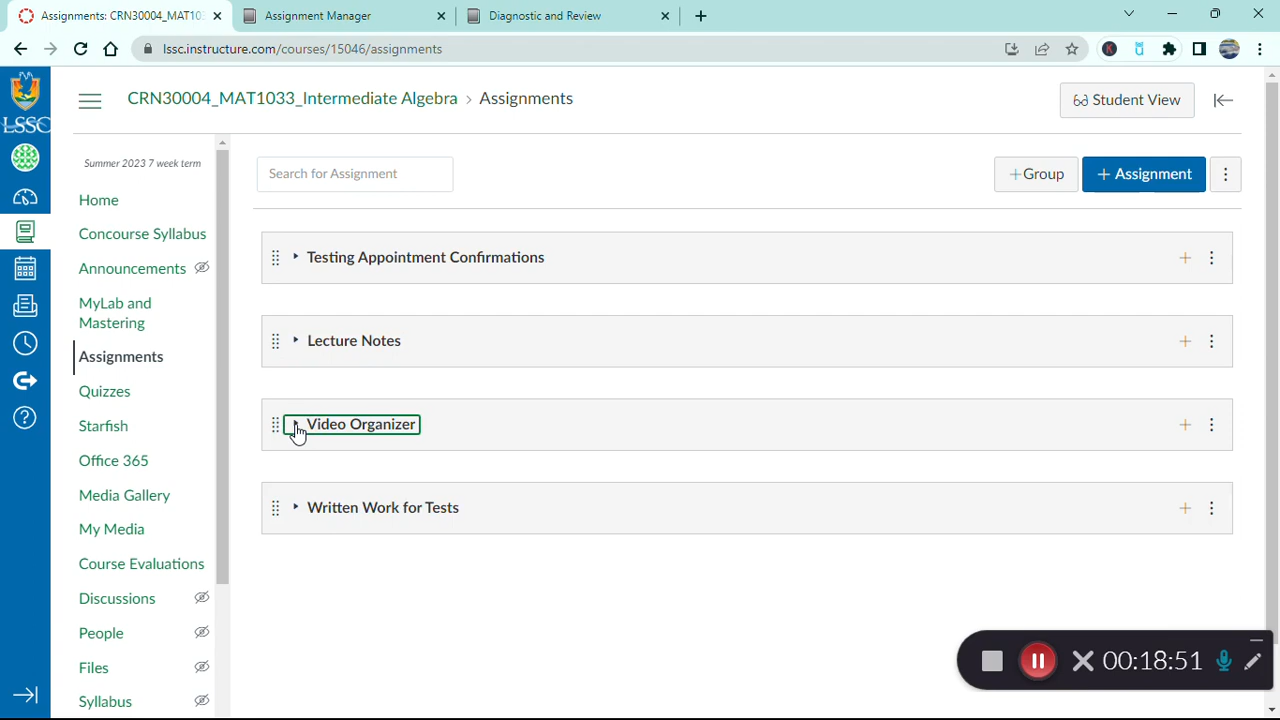 Assignments: CRN30004_MAT103
Assignment Manager
Diagnostic and Review
lssc.instructure.com/courses/15046/assignments
LSSC
CRN30004_MAT1033_Intermediate Algebra › Assignments
Student View
Summer 2023 7 week term
Home
Concourse Syllabus
Announcements
MyLab and
Mastering
Assignments
Quizzes
Starfish
Office 365
Media Gallery
My Media
Course Evaluations
Discussions
People
Files
Syllabus
Search for Assignment
+Group
+ Assignment
Testing Appointment Confirmations
Lecture Notes
Video Organizer
Written Work for Tests
00:18:51